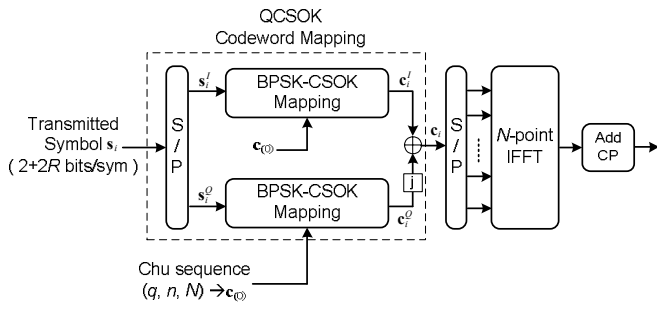 QCSOK
Codeword Mapping
S
/
P
s_i^I
BPSK-CSOK
Mapping
c_i^I
c_(0)
Transmitted
Symbol s_i
( 2+2R bits/sym )
s_i^Q
BPSK-CSOK
Mapping
c_i^Q
j
c_i
S
/
P
N-point
IFFT
Add
CP
Chu sequence
(q, n, N) → c_(0)